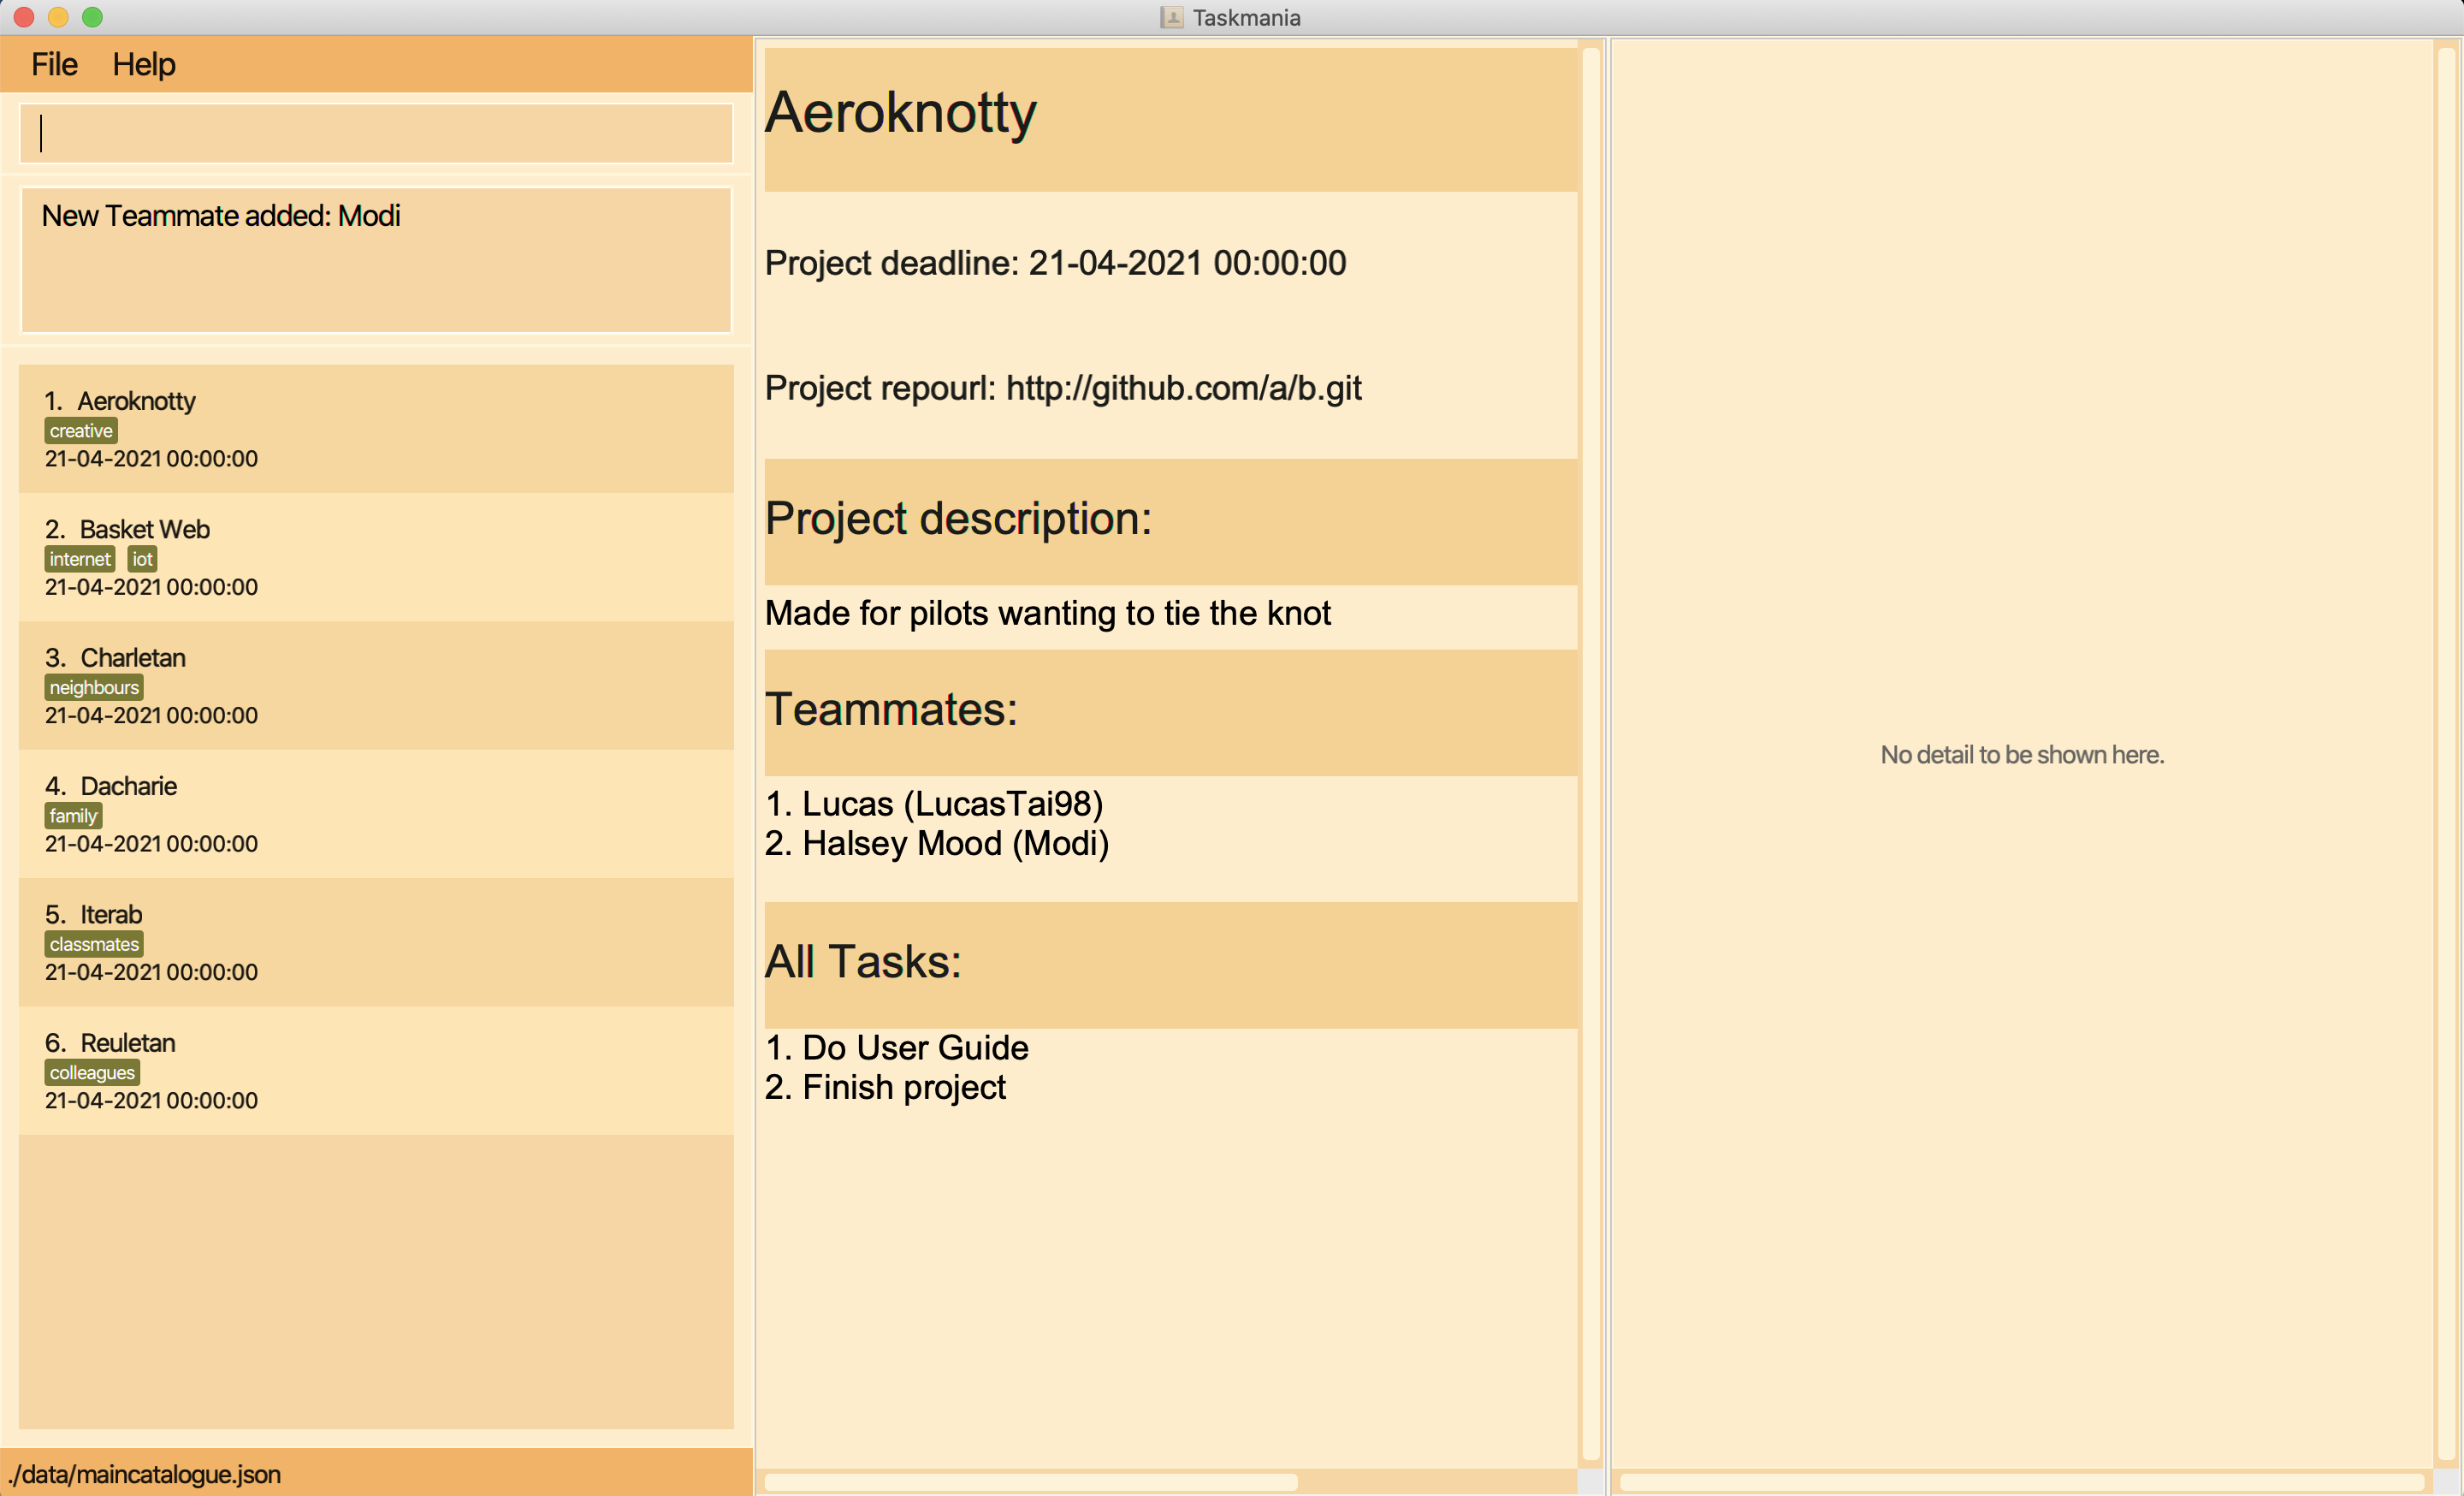 Taskmania
File Help
New Teammate added: Modi
1. Aeroknotty
creative
21-04-2021 00:00:00
2. Basket Web
internet iot
21-04-2021 00:00:00
3. Charletan
neighbours
21-04-2021 00:00:00
4. Dacharie
family
21-04-2021 00:00:00
5. Iterab
classmates
21-04-2021 00:00:00
6. Reuletan
colleagues
21-04-2021 00:00:00
./data/maincatalogue.json
Aeroknotty
Project deadline: 21-04-2021 00:00:00
Project repourl: http://github.com/a/b.git
Project description:
Made for pilots wanting to tie the knot
Teammates:
1. Lucas (LucasTai98)
2. Halsey Mood (Modi)
All Tasks:
1. Do User Guide
2. Finish project
No detail to be shown here.